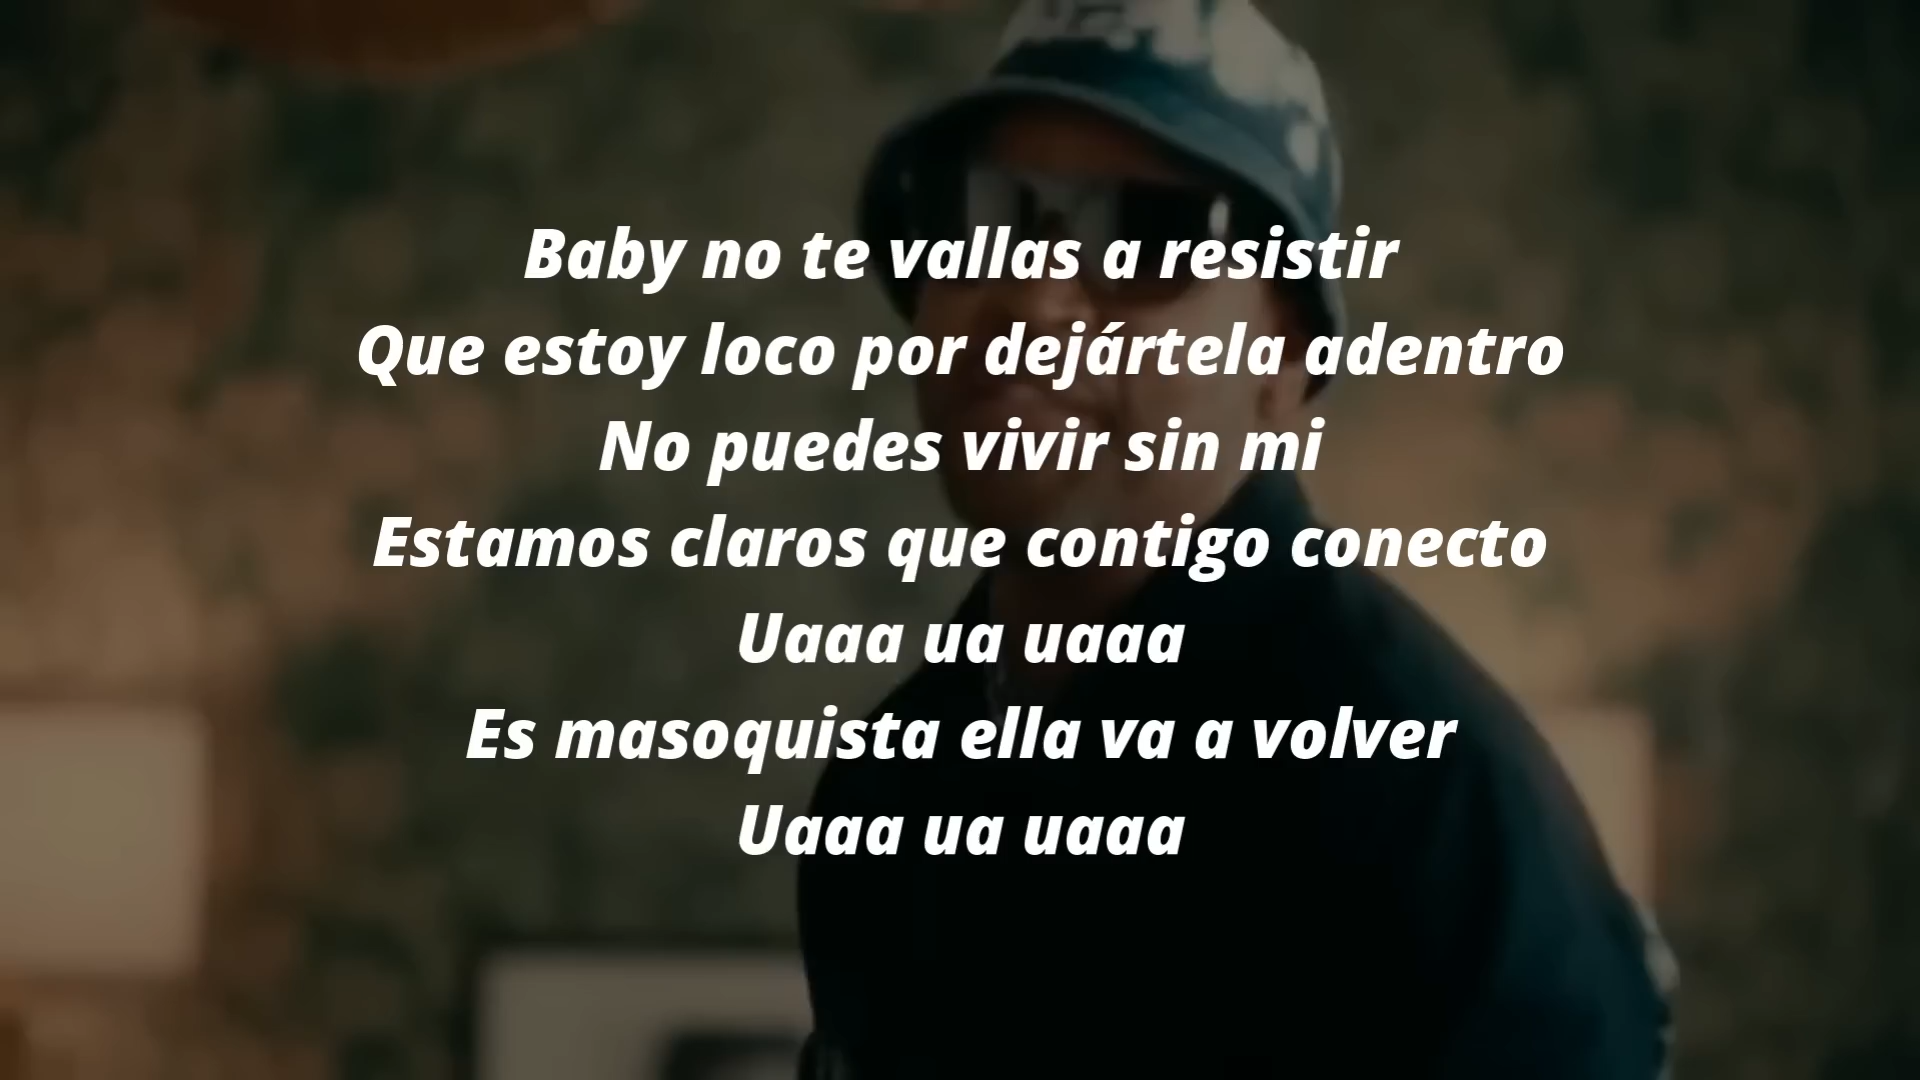 Baby no te vallas a resistir
Que estoy loco por dejártela adentro
No puedes vivir sin mi
Estamos claros que contigo conecto
Uaaa ua uaaa
Es masoquista ella va a volver
Uaaa ua uaaa